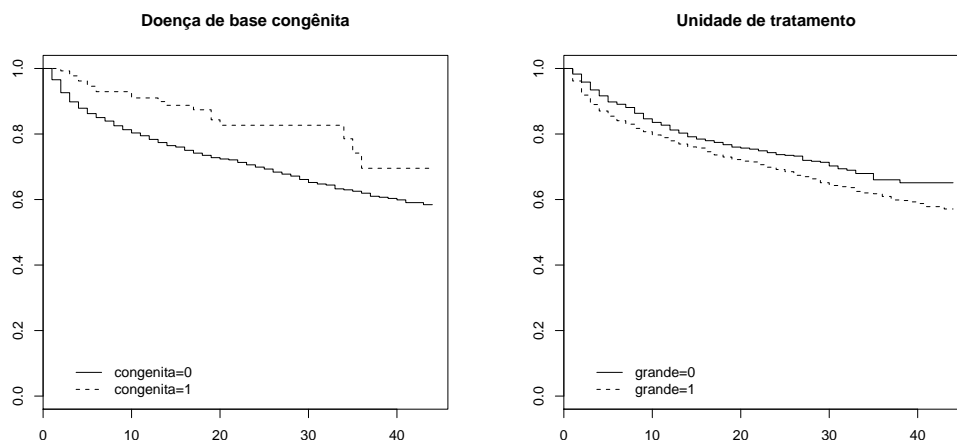 Doença de base congênita
1.0
0.8
0.6
0.4
0.2
0.0
congenita=0
congenita=1
0 10 20 30 40
Unidade de tratamento
1.0
0.8
0.6
0.4
0.2
0.0
grande=0
grande=1
0 10 20 30 40